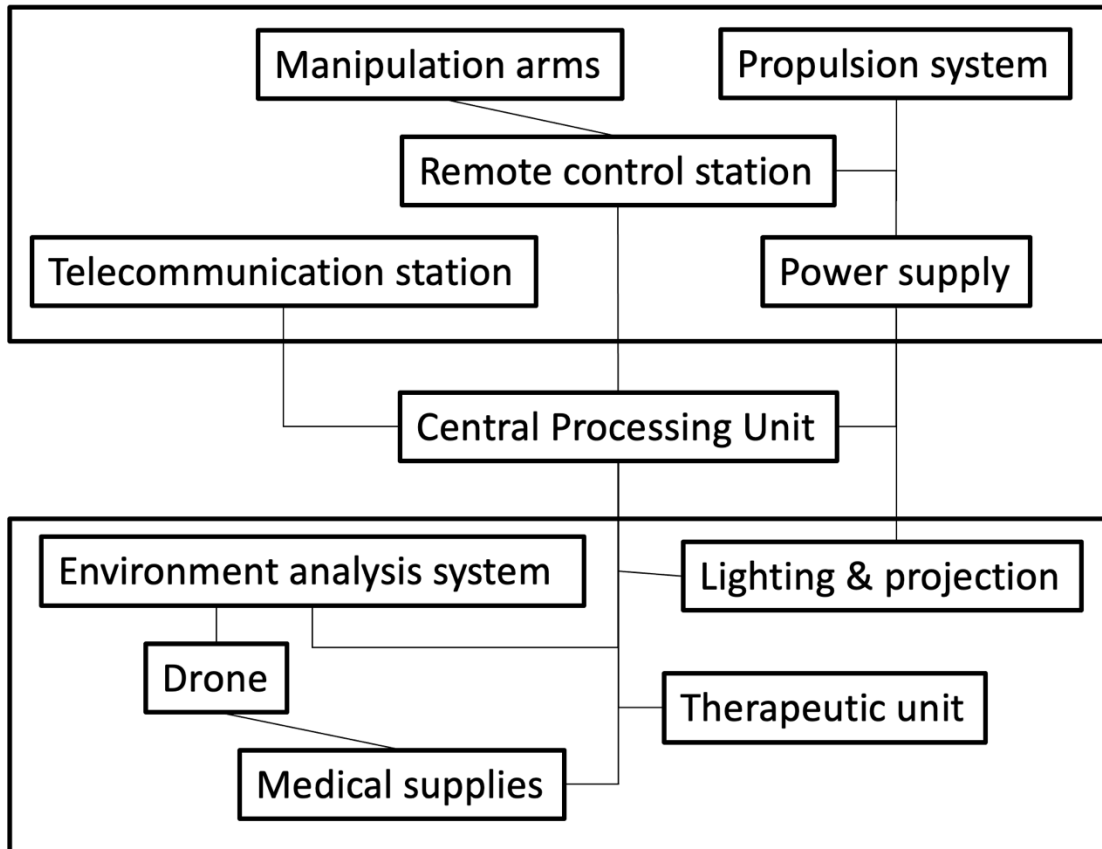 Manipulation arms
Propulsion system
Remote control station
Telecommunication station
Power supply
Central Processing Unit
Environment analysis system
Lighting & projection
Drone
Therapeutic unit
Medical supplies